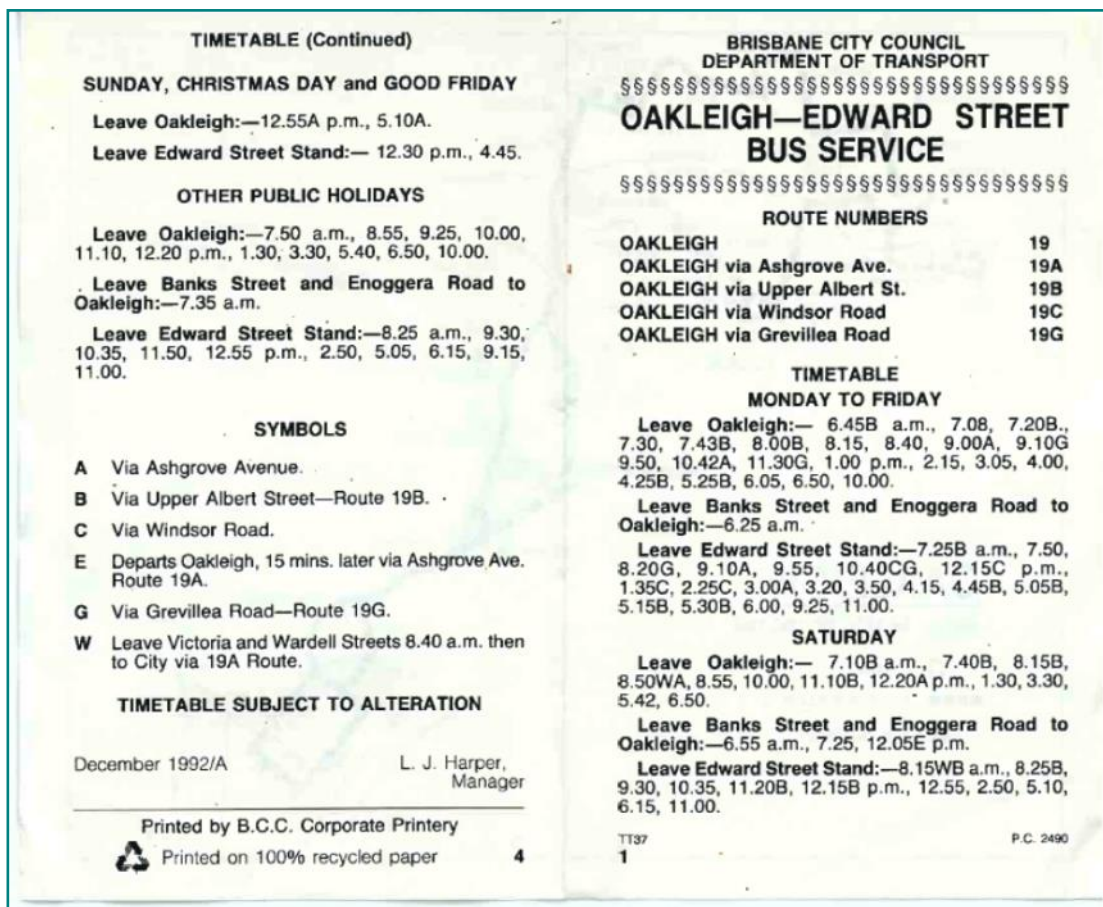 TIMETABLE (Continued)
SUNDAY, CHRISTMAS DAY and GOOD FRIDAY
Leave Oakleigh:—12.55A p.m., 5.10A.
Leave Edward Street Stand:— 12.30 p.m., 4.45.
OTHER PUBLIC HOLIDAYS
Leave Oakleigh:—7.50 a.m., 8.55, 9.25, 10.00,
11.10, 12.20 p.m., 1.30, 3.30, 5.40, 6.50, 10.00.
Leave Banks Street and Enoggera Road to
Oakleigh:—7.35 a.m.
Leave Edward Street Stand:—8.25 a.m., 9.30,
10.35, 11.50, 12.55 p.m., 2.50, 5.05, 6.15, 9.15,
11.00.
SYMBOLS
A Via Ashgrove Avenue.
B Via Upper Albert Street—Route 19B.
C Via Windsor Road.
E Departs Oakleigh, 15 mins. later via Ashgrove Ave.
Route 19A.
G Via Grevillea Road—Route 19G.
W Leave Victoria and Wardell Streets 8.40 a.m. then
to City via 19A Route.
TIMETABLE SUBJECT TO ALTERATION
December 1992/A L. J. Harper,
Manager
Printed by B.C.C. Corporate Printery
Printed on 100% recycled paper 4
BRISBANE CITY COUNCIL
DEPARTMENT OF TRANSPORT
§§§§§§§§§§§§§§§§§§§§§§§§§§§§§§§§§§
OAKLEIGH—EDWARD STREET
BUS SERVICE
§§§§§§§§§§§§§§§§§§§§§§§§§§§§§§§§§§
ROUTE NUMBERS
OAKLEIGH 19
OAKLEIGH via Ashgrove Ave. 19A
OAKLEIGH via Upper Albert St. 19B
OAKLEIGH via Windsor Road 19C
OAKLEIGH via Grevillea Road 19G
TIMETABLE
MONDAY TO FRIDAY
Leave Oakleigh:— 6.45B a.m., 7.08, 7.20B.,
7.30, 7.43B, 8.00B, 8.15, 8.40, 9.00A, 9.10G
9.50, 10.42A, 11.30G, 1.00 p.m., 2.15, 3.05, 4.00,
4.25B, 5.25B, 6.05, 6.50, 10.00.
Leave Banks Street and Enoggera Road to
Oakleigh:—6.25 a.m.
Leave Edward Street Stand:—7.25B a.m., 7.50,
8.20G, 9.10A, 9.55, 10.40CG, 12.15C p.m.,
1.35C, 2.25C, 3.00A, 3.20, 3.50, 4.15, 4.45B, 5.05B,
5.15B, 5.30B, 6.00, 9.25, 11.00.
SATURDAY
Leave Oakleigh:— 7.10B a.m., 7.40B, 8.15B,
8.50WA, 8.55, 10.00, 11.10B, 12.20A p.m., 1.30, 3.30,
5.42, 6.50.
Leave Banks Street and Enoggera Road to
Oakleigh:—6.55 a.m., 7.25, 12.05E p.m.
Leave Edward Street Stand:—8.15WB a.m., 8.25B,
9.30, 10.35, 11.20B, 12.15B p.m., 12.55, 2.50, 5.10,
6.15, 11.00.
TT37 P.C. 2490
1